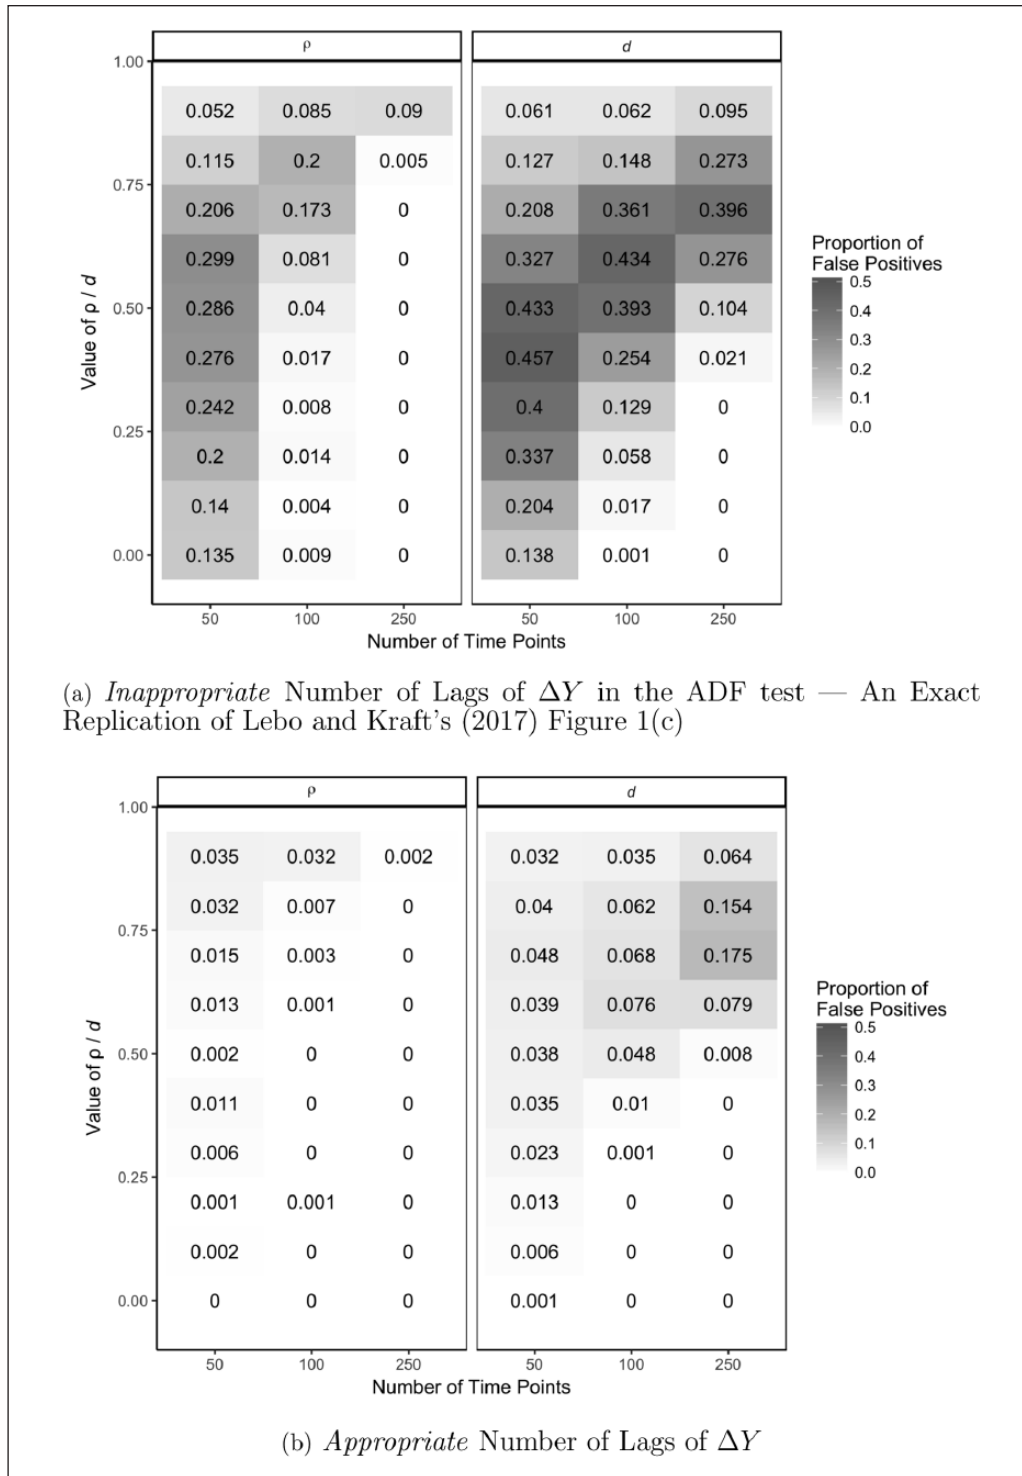 ρ d
1.00
0.052 0.085 0.09 0.061 0.062 0.095
0.115 0.2 0.005 0.127 0.148 0.273
0.75
0.206 0.173 0 0.208 0.361 0.396
0.299 0.081 0 0.327 0.434 0.276
0.50 0.286 0.04 0 0.433 0.393 0.104
0.276 0.017 0 0.457 0.254 0.021
0.242 0.008 0 0.4 0.129 0
0.25
0.2 0.014 0 0.337 0.058 0
0.14 0.004 0 0.204 0.017 0
0.00 0.135 0.009 0 0.138 0.001 0
50 100 250 50 100 250
Value of ρ / d
Number of Time Points
Proportion of
False Positives
0.5
0.4
0.3
0.2
0.1
0.0
(a) Inappropriate Number of Lags of ΔY in the ADF test — An Exact
Replication of Lebo and Kraft's (2017) Figure 1(c)
ρ d
1.00
0.035 0.032 0.002 0.032 0.035 0.064
0.032 0.007 0 0.04 0.062 0.154
0.75
0.015 0.003 0 0.048 0.068 0.175
0.013 0.001 0 0.039 0.076 0.079
0.50 0.002 0 0 0.038 0.048 0.008
0.011 0 0 0.035 0.01 0
0.006 0 0 0.023 0.001 0
0.25
0.001 0.001 0 0.013 0 0
0.002 0 0 0.006 0 0
0.00 0 0 0 0.001 0 0
50 100 250 50 100 250
Value of ρ / d
Number of Time Points
Proportion of
False Positives
0.5
0.4
0.3
0.2
0.1
0.0
(b) Appropriate Number of Lags of ΔY